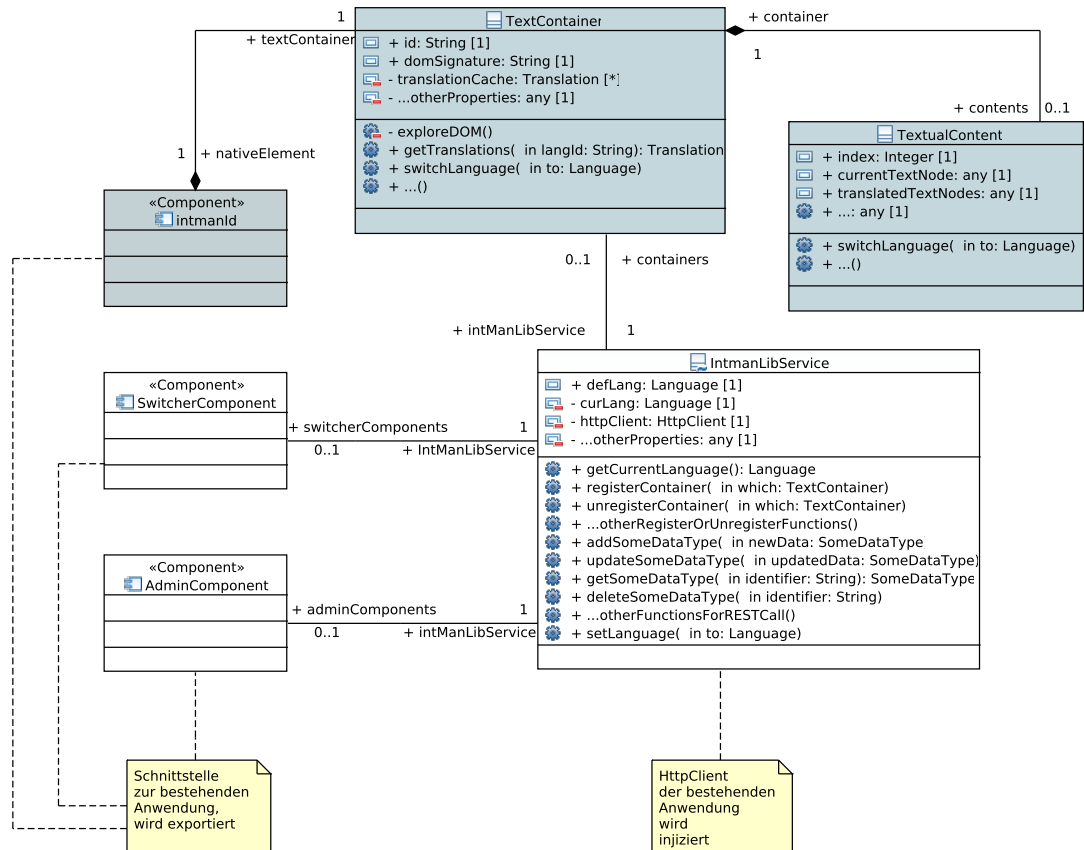 TextContainer
+ id: String [1]
+ domSignature: String [1]
- translationCache: Translation [*]
- ...otherProperties: any [1]
- exploreDOM()
+ getTranslations( in langId: String): Translation
+ switchLanguage( in to: Language)
+ ...()
1
+ textContainer
+ container
1
+ contents
0..1
TextualContent
+ index: Integer [1]
+ currentTextNode: any [1]
+ translatedTextNodes: any [1]
+ ...: any [1]
+ switchLanguage( in to: Language)
+ ...()
1
+ nativeElement
«Component»
intmanId
0..1
+ containers
+ intManLibService
1
IntmanLibService
+ defLang: Language [1]
- curLang: Language [1]
- httpClient: HttpClient [1]
- ...otherProperties: any [1]
+ getCurrentLanguage(): Language
+ registerContainer( in which: TextContainer)
+ unregisterContainer( in which: TextContainer)
+ ...otherRegisterOrUnregisterFunctions()
+ addSomeDataType( in newData: SomeDataType
+ updateSomeDataType( in updatedData: SomeDataType)
+ getSomeDataType( in identifier: String): SomeDataType
+ deleteSomeDataType( in identifier: String)
+ ...otherFunctionsForRESTCall()
+ setLanguage( in to: Language)
«Component»
SwitcherComponent
+ switcherComponents
1
0..1
+ IntManLibService
«Component»
AdminComponent
+ adminComponents
1
0..1
+ intManLibService
Schnittstelle
zur bestehenden
Anwendung,
wird exportiert
HttpClient
der bestehenden
Anwendung
wird
injiziert